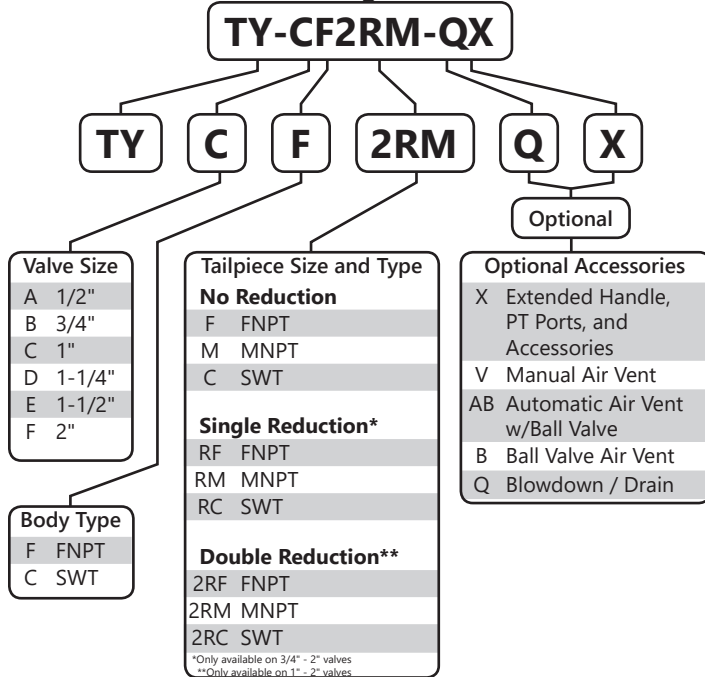 TY-CF2RM-QX
TY C F 2RM Q X
Optional
Valve Size
A 1/2"
B 3/4"
C 1"
D 1-1/4"
E 1-1/2"
F 2"
Body Type
F FNPT
C SWT
Tailpiece Size and Type
No Reduction
F FNPT
M MNPT
C SWT
Single Reduction*
RF FNPT
RM MNPT
RC SWT
Double Reduction**
2RF FNPT
2RM MNPT
2RC SWT
*Only available on 3/4" - 2" valves
**Only available on 1" - 2" valves
Optional Accessories
X Extended Handle,
PT Ports, and
Accessories
V Manual Air Vent
AB Automatic Air Vent
w/Ball Valve
B Ball Valve Air Vent
Q Blowdown / Drain